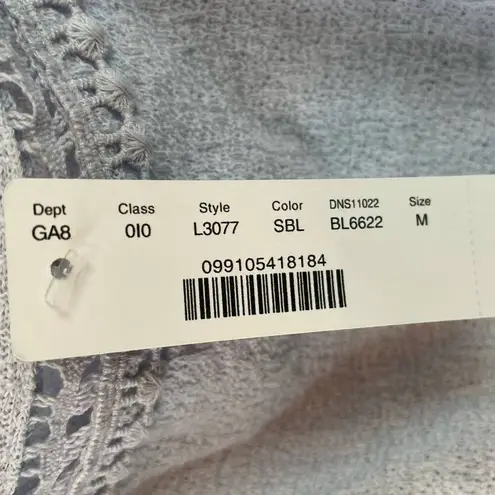 Dept Class Style Color DNS11022 Size
GA8 0I0 L3077 SBL BL6622 M
099105418184